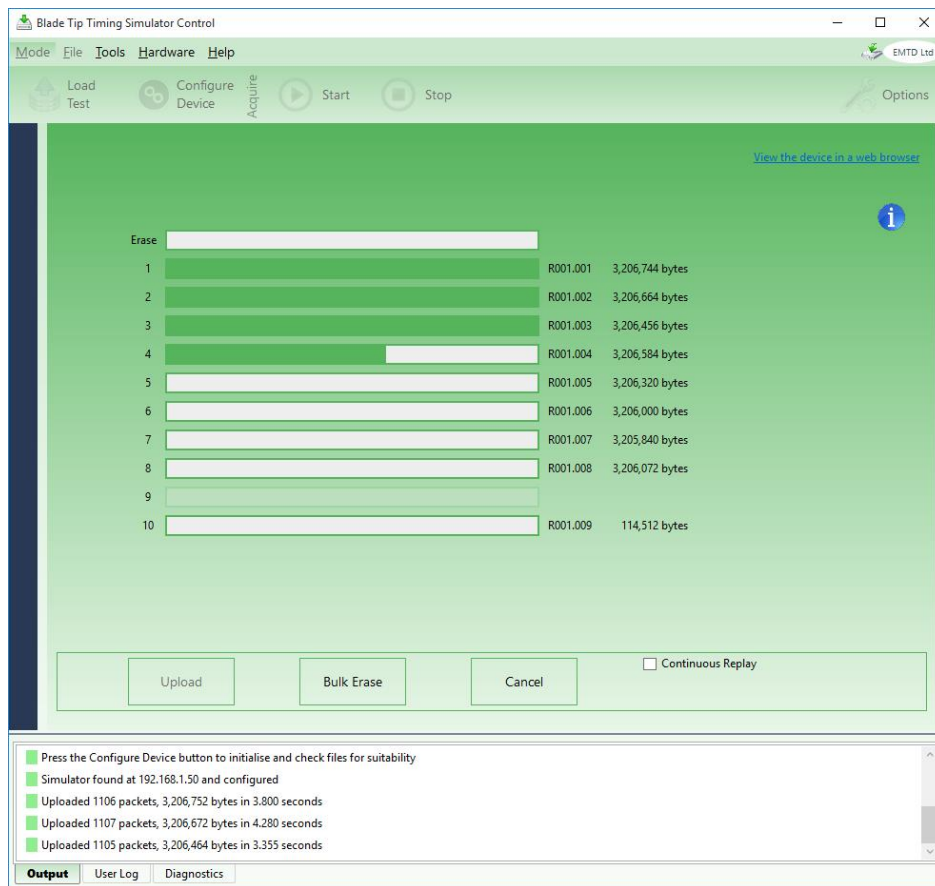 Blade Tip Timing Simulator Control
Mode File Tools Hardware Help
EMTD Ltd
Load Test
Configure Device
Acquire
Start
Stop
Options
View the device in a web browser
Erase
1 R001.001 3,206,744 bytes
2 R001.002 3,206,664 bytes
3 R001.003 3,206,456 bytes
4 R001.004 3,206,584 bytes
5 R001.005 3,206,320 bytes
6 R001.006 3,206,000 bytes
7 R001.007 3,205,840 bytes
8 R001.008 3,206,072 bytes
9
10 R001.009 114,512 bytes
Continuous Replay
Upload Bulk Erase Cancel
Press the Configure Device button to initialise and check files for suitability
Simulator found at 192.168.1.50 and configured
Uploaded 1106 packets, 3,206,752 bytes in 3.800 seconds
Uploaded 1107 packets, 3,206,672 bytes in 4.280 seconds
Uploaded 1105 packets, 3,206,464 bytes in 3.355 seconds
Output User Log Diagnostics